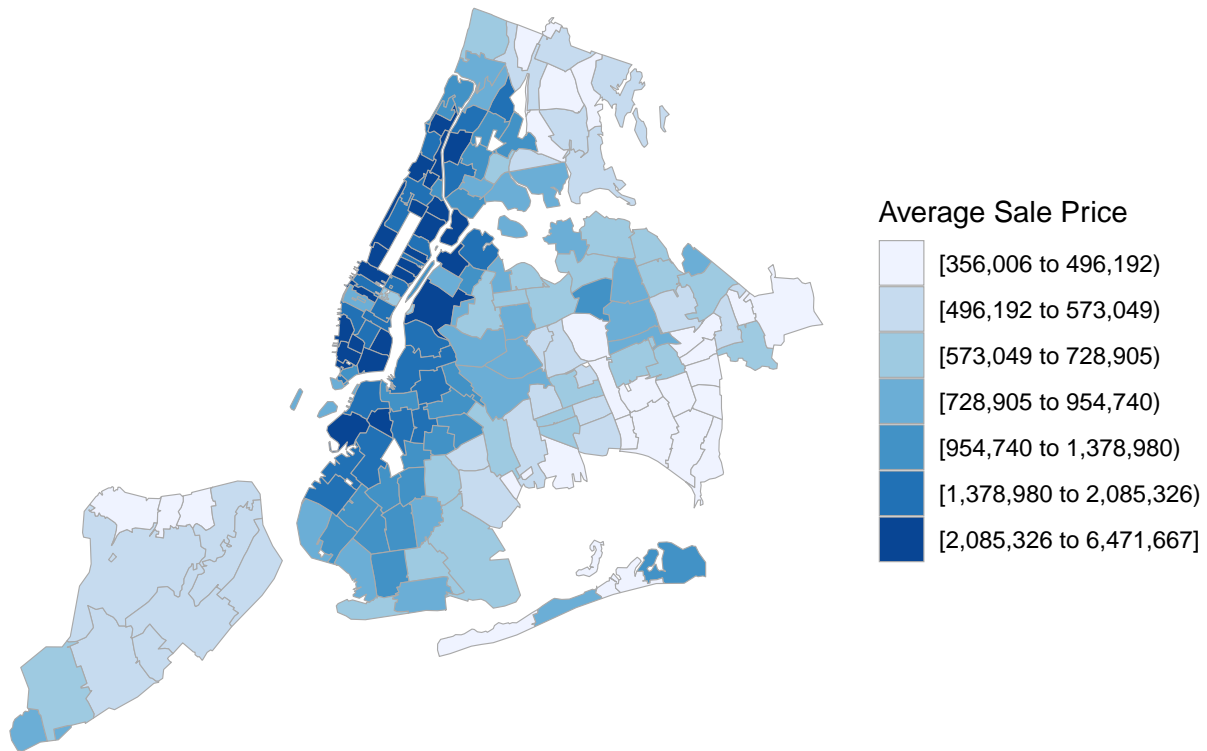 Average Sale Price
[356,006 to 496,192)
[496,192 to 573,049)
[573,049 to 728,905)
[728,905 to 954,740)
[954,740 to 1,378,980)
[1,378,980 to 2,085,326)
[2,085,326 to 6,471,667]